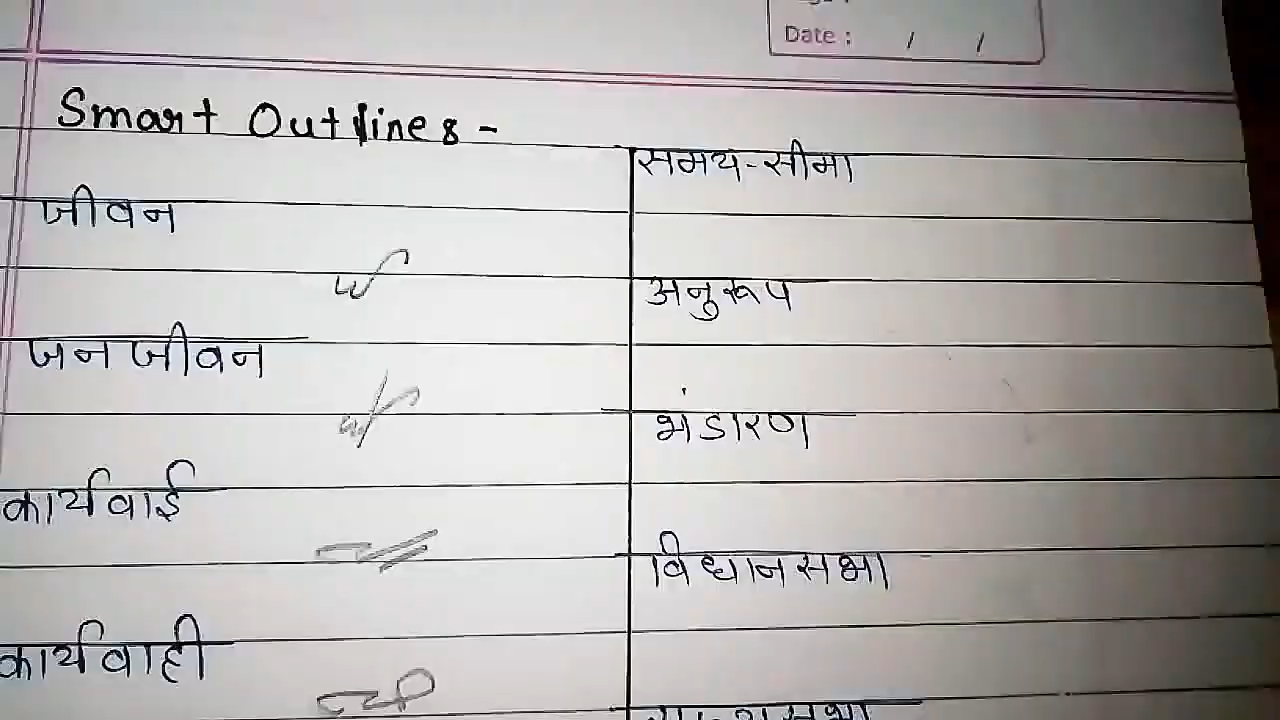 Date : / /
Smart Outlines -
जीवन
जन जीवन
कार्यवाई
कार्यवाही
समय-सीमा
अनुरूप
भंडारण
विधानसभा